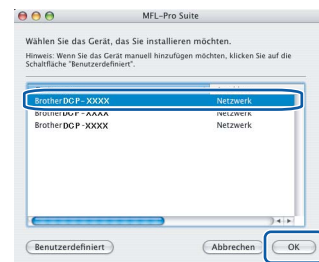 MFL-Pro Suite
Wählen Sie das Gerät, das Sie installieren möchten.
Hinweis: Wenn Sie das Gerät manuell hinzufügen möchten, klicken Sie auf die
Schaltfläche "Benutzerdefiniert".
Brother DCP-XXXX Netzwerk
Brother DCP-XXXX Netzwerk
Brother DCP-XXXX Netzwerk
Benutzerdefiniert Abbrechen OK